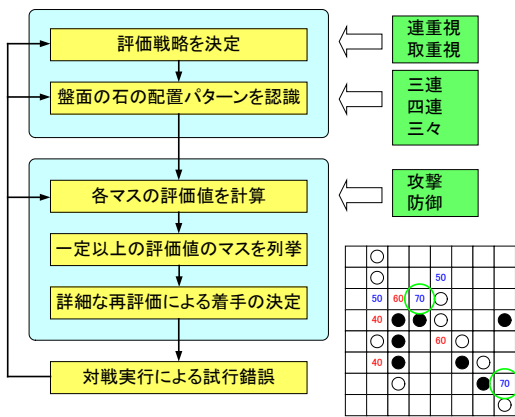 評価戦略を決定
盤面の石の配置パターンを認識
各マスの評価値を計算
一定以上の評価値のマスを列挙
詳細な再評価による着手の決定
対戦実行による試行錯誤
連重視
取重視
三連
四連
三々
攻撃
防御
50
50 60 70
40
60
40
70